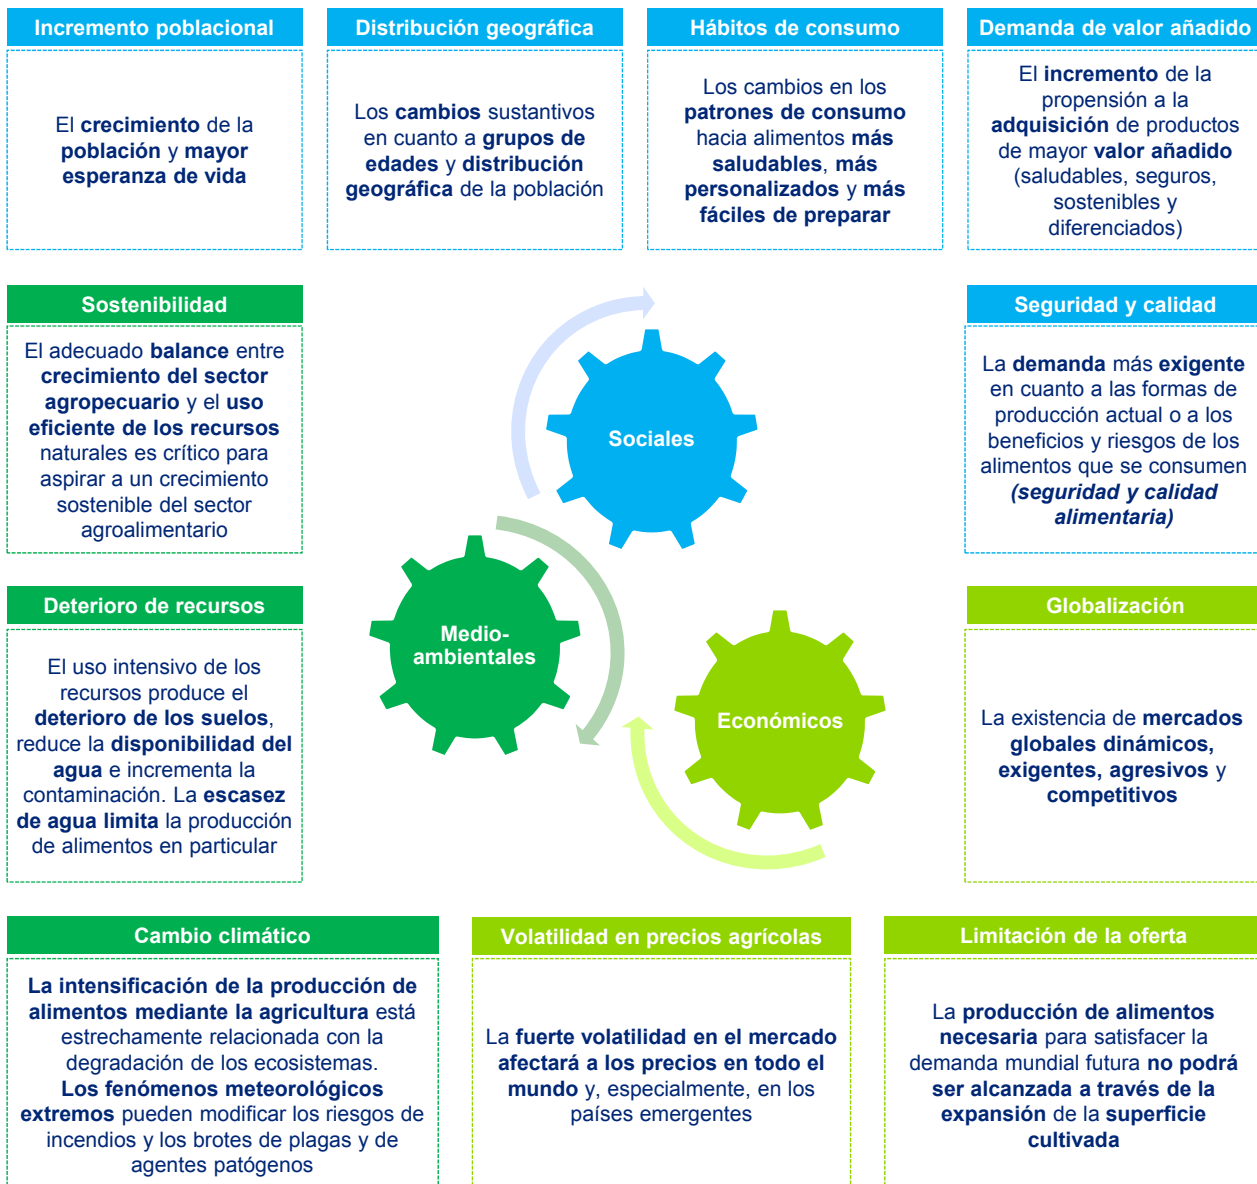 Incremento poblacional
El crecimiento de la
población y mayor
esperanza de vida
Distribución geográfica
Los cambios sustantivos
en cuanto a grupos de
edades y distribución
geográfica de la población
Hábitos de consumo
Los cambios en los
patrones de consumo
hacia alimentos más
saludables, más
personalizados y más
fáciles de preparar
Demanda de valor añadido
El incremento de la
propensión a la
adquisición de productos
de mayor valor añadido
(saludables, seguros,
sostenibles y
diferenciados)
Sostenibilidad
El adecuado balance entre
crecimiento del sector
agropecuario y el uso
eficiente de los recursos
naturales es crítico para
aspirar a un crecimiento
sostenible del sector
agroalimentario
Sociales
Seguridad y calidad
La demanda más exigente
en cuanto a las formas de
producción actual o a los
beneficios y riesgos de los
alimentos que se consumen
(seguridad y calidad
alimentaria)
Deterioro de recursos
El uso intensivo de los
recursos produce el
deterioro de los suelos,
reduce la disponibilidad del
agua e incrementa la
contaminación. La escasez
de agua limita la producción
de alimentos en particular
Medio-
ambientales
Económicos
Globalización
La existencia de mercados
globales dinámicos,
exigentes, agresivos y
competitivos
Cambio climático
La intensificación de la producción de
alimentos mediante la agricultura está
estrechamente relacionada con la
degradación de los ecosistemas.
Los fenómenos meteorológicos
extremos pueden modificar los riesgos de
incendios y los brotes de plagas y de
agentes patógenos
Volatilidad en precios agrícolas
La fuerte volatilidad en el mercado
afectará a los precios en todo el
mundo y, especialmente, en los
países emergentes
Limitación de la oferta
La producción de alimentos
necesaria para satisfacer la
demanda mundial futura no podrá
ser alcanzada a través de la
expansión de la superficie
cultivada